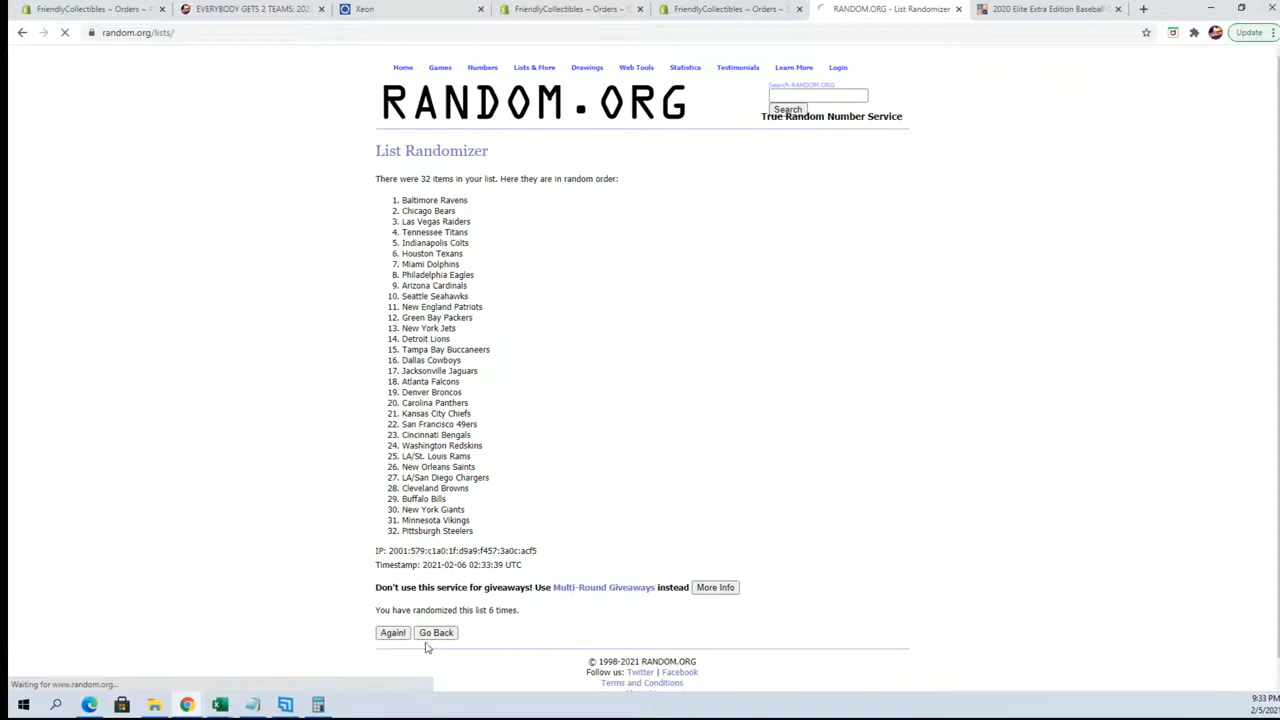 FriendlyCollectibles ~ Orders ~
EVERYBODY GETS 2 TEAMS: 202
Xeon
FriendlyCollectibles ~ Orders ~ S
FriendlyCollectibles ~ Orders ~ S
RANDOM.ORG - List Randomizer
2020 Elite Extra Edition Baseball
random.org/lists/
Update
Home Games Numbers Lists & More Drawings Web Tools Statistics Testimonials Learn More Login
Search RANDOM.ORG
Search
RANDOM.ORG
True Random Number Service
List Randomizer
There were 32 items in your list. Here they are in random order:
1. Baltimore Ravens
2. Chicago Bears
3. Las Vegas Raiders
4. Tennessee Titans
5. Indianapolis Colts
6. Houston Texans
7. Miami Dolphins
8. Philadelphia Eagles
9. Arizona Cardinals
10. Seattle Seahawks
11. New England Patriots
12. Green Bay Packers
13. New York Jets
14. Detroit Lions
15. Tampa Bay Buccaneers
16. Dallas Cowboys
17. Jacksonville Jaguars
18. Atlanta Falcons
19. Denver Broncos
20. Carolina Panthers
21. Kansas City Chiefs
22. San Francisco 49ers
23. Cincinnati Bengals
24. Washington Redskins
25. LA/St. Louis Rams
26. New Orleans Saints
27. LA/San Diego Chargers
28. Cleveland Browns
29. Buffalo Bills
30. New York Giants
31. Minnesota Vikings
32. Pittsburgh Steelers
IP: 2001:579:c1a0:1f:d9a9:f457:3a0c:acf5
Timestamp: 2021-02-06 02:33:39 UTC
Don't use this service for giveaways! Use Multi-Round Giveaways instead More Info
You have randomized this list 6 times.
Again! Go Back
© 1998-2021 RANDOM.ORG
Follow us: Twitter | Facebook
Terms and Conditions
Waiting for www.random.org...
9:33 PM
2/5/2021